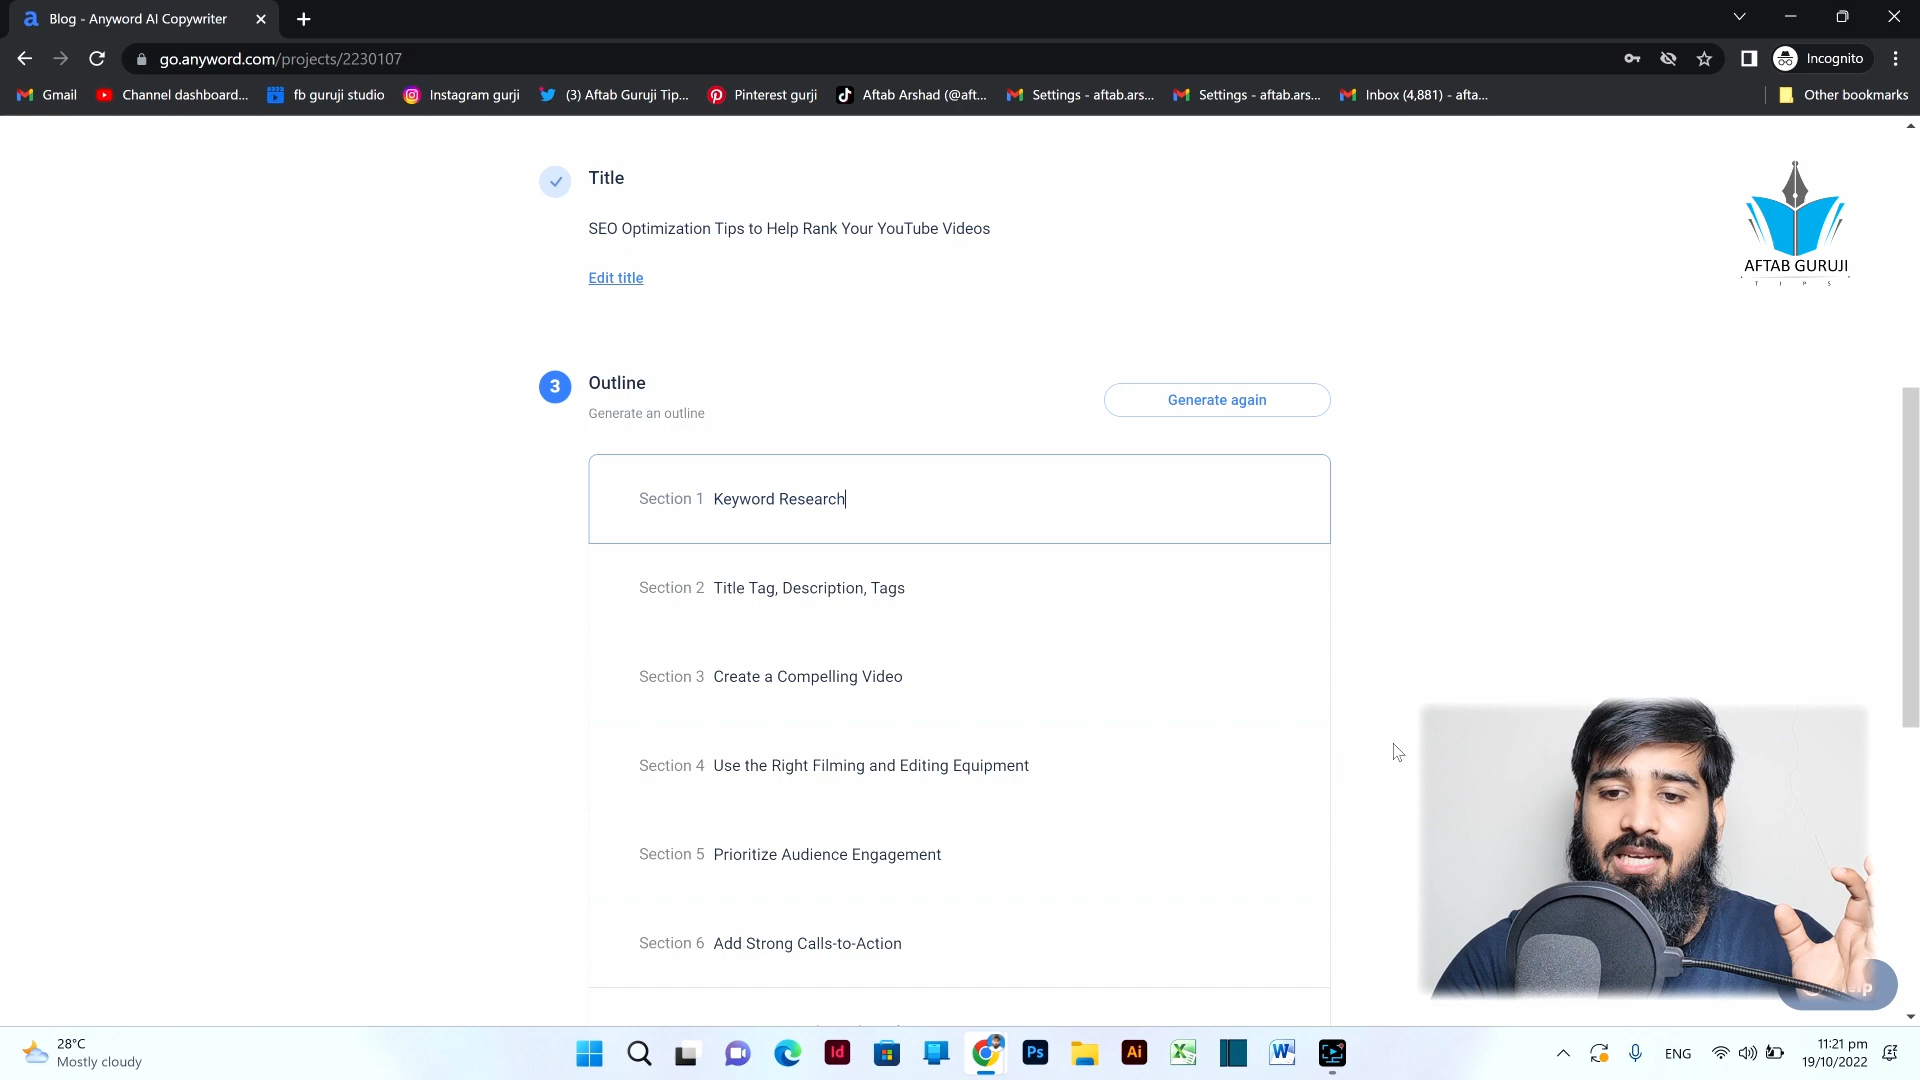 Blog - Anyword AI Copywriter
go.anyword.com/projects/2230107
Incognito
Gmail
Channel dashboard...
fb guruji studio
Instagram gurji
(3) Aftab Guruji Tip...
Pinterest gurji
Aftab Arshad (@aft...
Settings - aftab.ars...
Settings - aftab.ars...
Inbox (4,881) - afta...
Other bookmarks
Title
SEO Optimization Tips to Help Rank Your YouTube Videos
Edit title
AFTAB GURUJI
T I P S
3
Outline
Generate an outline
Generate again
Section 1 Keyword Research
Section 2 Title Tag, Description, Tags
Section 3 Create a Compelling Video
Section 4 Use the Right Filming and Editing Equipment
Section 5 Prioritize Audience Engagement
Section 6 Add Strong Calls-to-Action
28°C
Mostly cloudy
Id
Ps
Ai
W
ENG
11:21 pm
19/10/2022